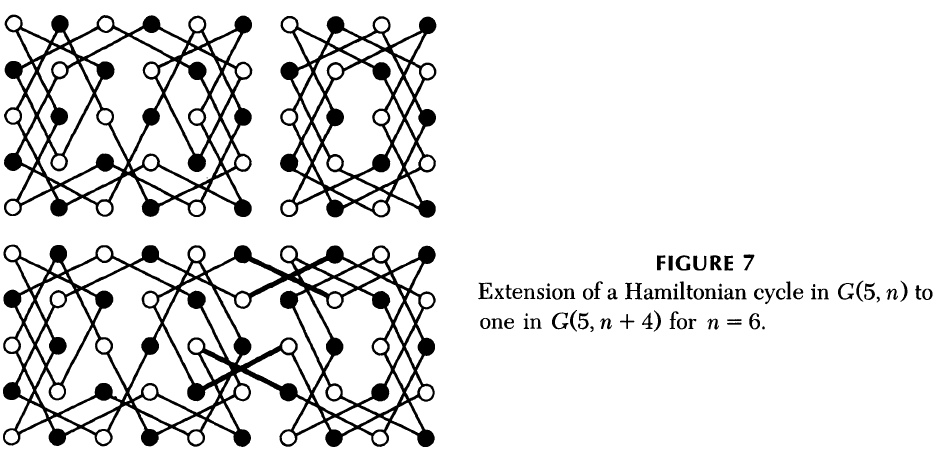 FIGURE 7
Extension of a Hamiltonian cycle in G(5, n) to
one in G(5, n + 4) for n = 6.